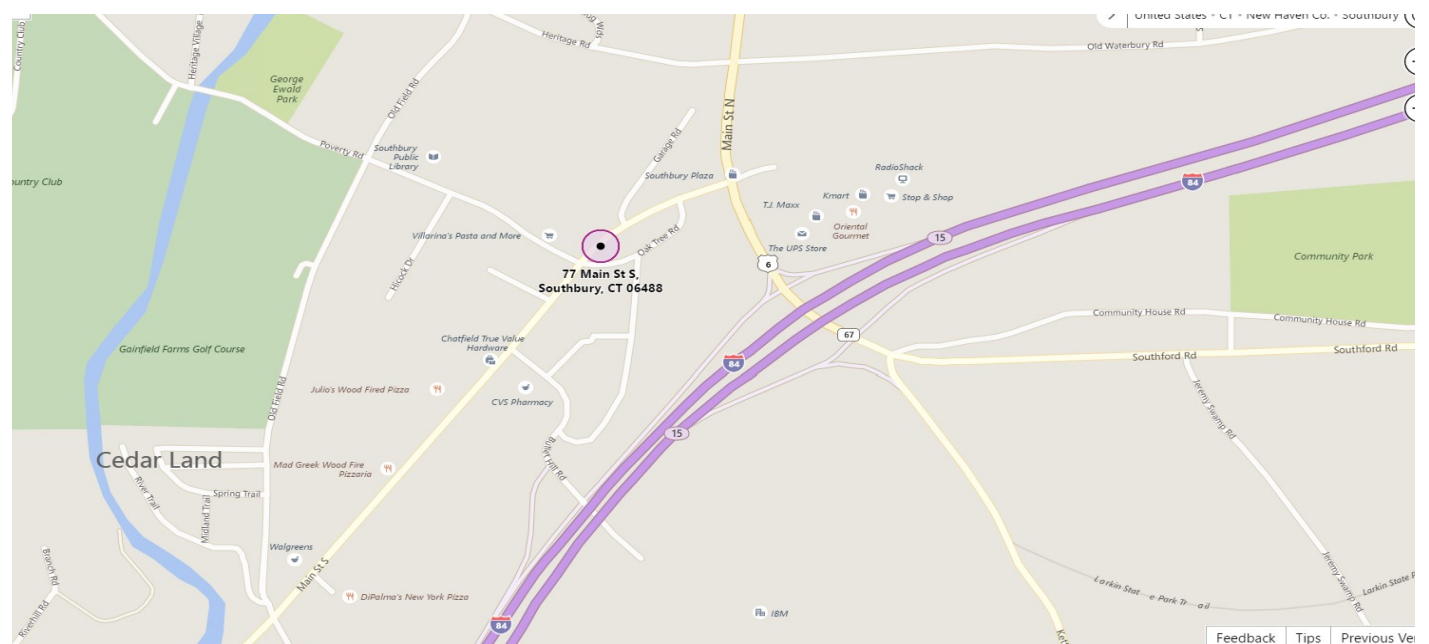 United States · CT · New Haven Co. · Southbury
Country Club
Heritage Village
Heritage Rd
Old Waterbury Rd
George
Ewald
Park
Old Field Rd
Main St N
Poverty Rd
Southbury
Public
Library
Garage Rd
Southbury Plaza
RadioShack
84
ountry Club
Kmart
Stop & Shop
T.J. Maxx
Oriental
Gourmet
The UPS Store
15
Villarina's Pasta and More
Oak Tree Rd
Hicock Dr
77 Main St S,
Southbury, CT 06488
6
Community Park
Community House Rd
Community House Rd
67
Southford Rd
Southford Rd
Gainfield Farms Golf Course
Chatfield True Value
Hardware
84
Julio's Wood Fired Pizza
CVS Pharmacy
Old Field Rd
Jeremy Swamp Rd
15
Cedar Land
Mad Greek Wood Fire
Pizzaria
Bullet Hill Rd
River Trail
Spring Trail
Midland Trail
Walgreens
Main St S
Branch Rd
Riverhill Rd
DiPalma's New York Pizza
IBM
84
Larkin State Park Trail
Jeremy Swamp Rd
Larkin State P
Kett
Feedback
Tips
Previous Ver